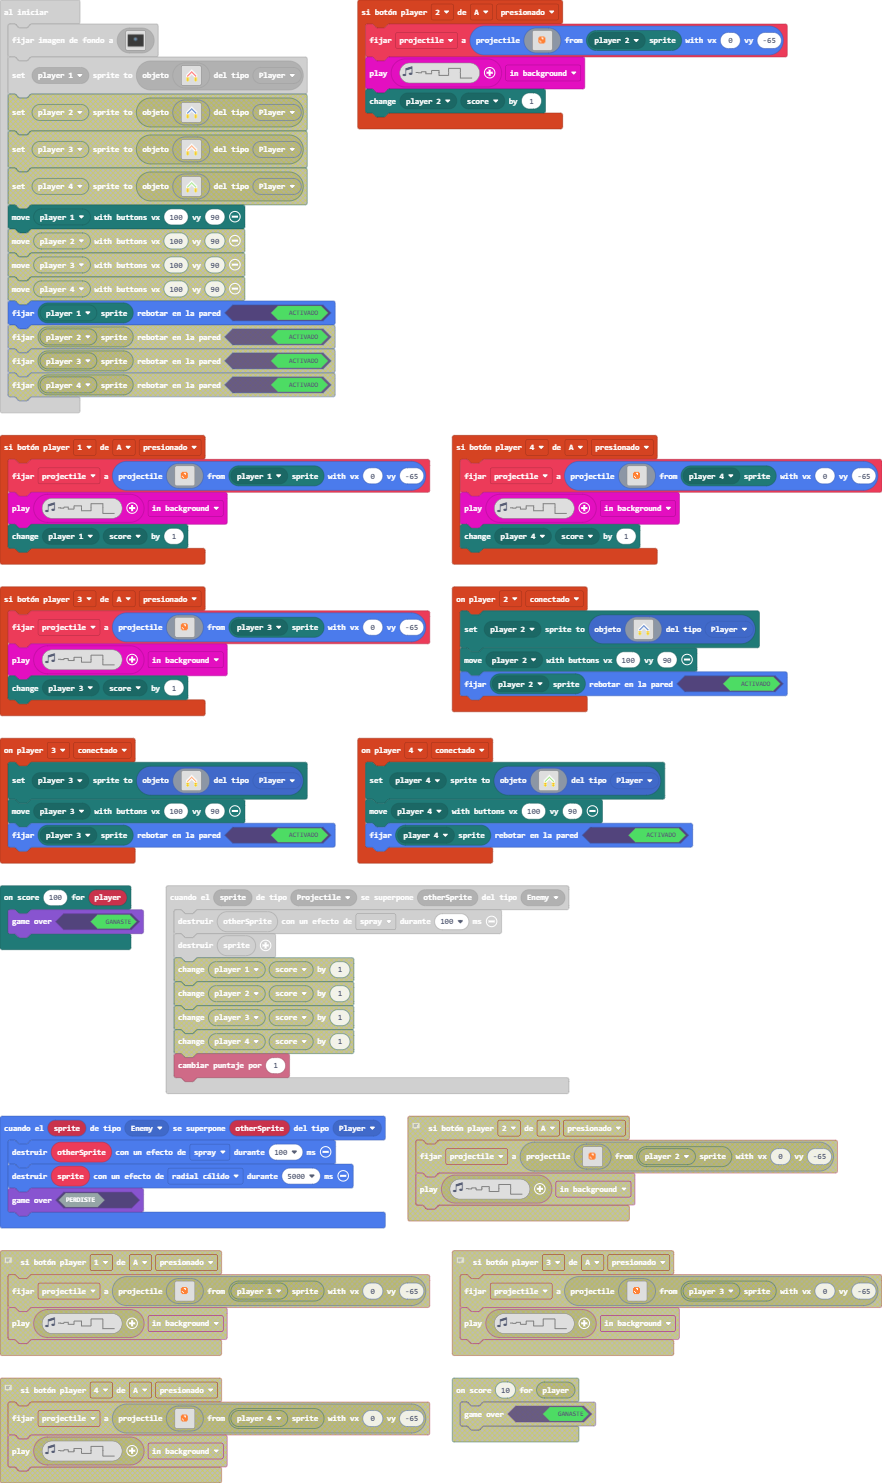 al iniciar
fijar imagen de fondo a
set player 1 sprite to objeto del tipo Player
set player 2 sprite to objeto del tipo Player
set player 3 sprite to objeto del tipo Player
set player 4 sprite to objeto del tipo Player
move player 1 with buttons vx 100 vy 90
move player 2 with buttons vx 100 vy 90
move player 3 with buttons vx 100 vy 90
move player 4 with buttons vx 100 vy 90
fijar player 1 sprite rebotar en la pared ACTIVADO
fijar player 2 sprite rebotar en la pared ACTIVADO
fijar player 3 sprite rebotar en la pared ACTIVADO
fijar player 4 sprite rebotar en la pared ACTIVADO
si botón player 2 de A presionado
fijar projectile a projectile from player 2 sprite with vx 0 vy -65
play in background
change player 2 score by 1
si botón player 1 de A presionado
fijar projectile a projectile from player 1 sprite with vx 0 vy -65
play in background
change player 1 score by 1
si botón player 4 de A presionado
fijar projectile a projectile from player 4 sprite with vx 0 vy -65
play in background
change player 4 score by 1
si botón player 3 de A presionado
fijar projectile a projectile from player 3 sprite with vx 0 vy -65
play in background
change player 3 score by 1
on player 2 conectado
set player 2 sprite to objeto del tipo Player
move player 2 with buttons vx 100 vy 90
fijar player 2 sprite rebotar en la pared ACTIVADO
on player 3 conectado
set player 3 sprite to objeto del tipo Player
move player 3 with buttons vx 100 vy 90
fijar player 3 sprite rebotar en la pared ACTIVADO
on player 4 conectado
set player 4 sprite to objeto del tipo Player
move player 4 with buttons vx 100 vy 90
fijar player 4 sprite rebotar en la pared ACTIVADO
on score 100 for player
game over GANASTE
cuando el sprite de tipo Projectile se superpone otherSprite del tipo Enemy
destruir otherSprite con un efecto de spray durante 100 ms
destruir sprite
change player 1 score by 1
change player 2 score by 1
change player 3 score by 1
change player 4 score by 1
cambiar puntaje por 1
cuando el sprite de tipo Enemy se superpone otherSprite del tipo Player
destruir otherSprite con un efecto de spray durante 100 ms
destruir sprite con un efecto de radial cálido durante 5000 ms
game over PERDISTE
si botón player 2 de A presionado
fijar projectile a projectile from player 2 sprite with vx 0 vy -65
play in background
si botón player 1 de A presionado
fijar projectile a projectile from player 1 sprite with vx 0 vy -65
play in background
si botón player 3 de A presionado
fijar projectile a projectile from player 3 sprite with vx 0 vy -65
play in background
si botón player 4 de A presionado
fijar projectile a projectile from player 4 sprite with vx 0 vy -65
play in background
on score 10 for player
game over GANASTE